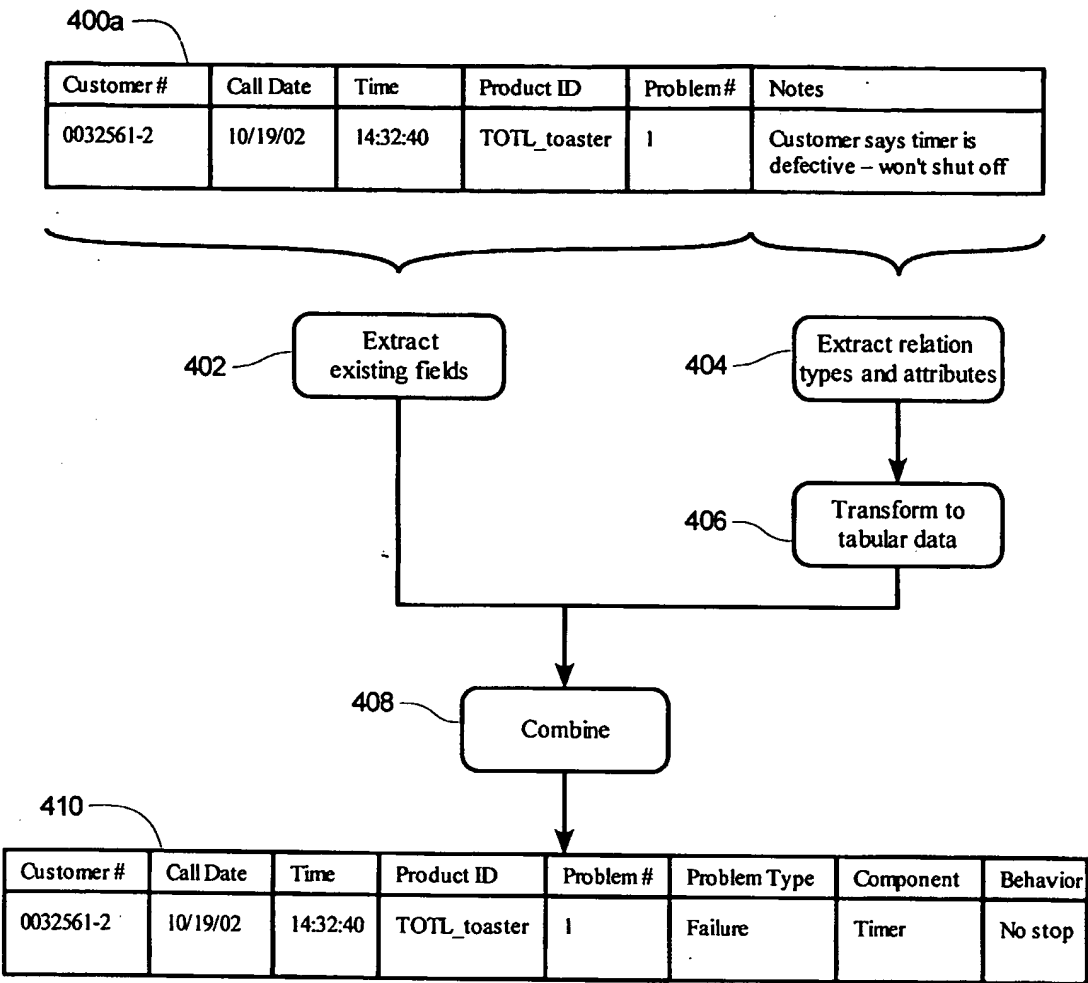 400a
Customer # Call Date Time Product ID Problem # Notes
0032561-2 10/19/02 14:32:40 TOTL_toaster 1 Customer says timer is
defective – won't shut off
402
Extract
existing fields
404
Extract relation
types and attributes
406
Transform to
tabular data
408
Combine
410
Customer # Call Date Time Product ID Problem # Problem Type Component Behavior
0032561-2 10/19/02 14:32:40 TOTL_toaster 1 Failure Timer No stop